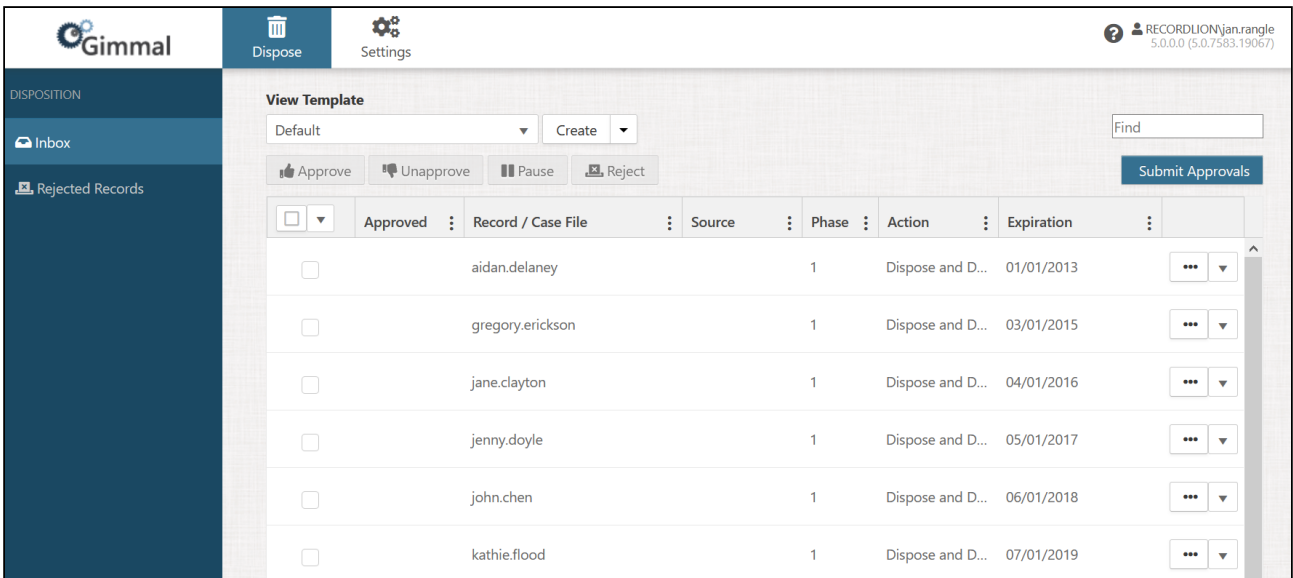 Gimmal
Dispose
Settings
RECORDLION\jan.rangle
5.0.0.0 (5.0.7583.19067)
DISPOSITION
Inbox
Rejected Records
View Template
Default
Create
Find
Approve
Unapprove
Pause
Reject
Submit Approvals
Approved Record / Case File Source Phase Action Expiration
aidan.delaney 1 Dispose and D... 01/01/2013
gregory.erickson 1 Dispose and D... 03/01/2015
jane.clayton 1 Dispose and D... 04/01/2016
jenny.doyle 1 Dispose and D... 05/01/2017
john.chen 1 Dispose and D... 06/01/2018
kathie.flood 1 Dispose and D... 07/01/2019